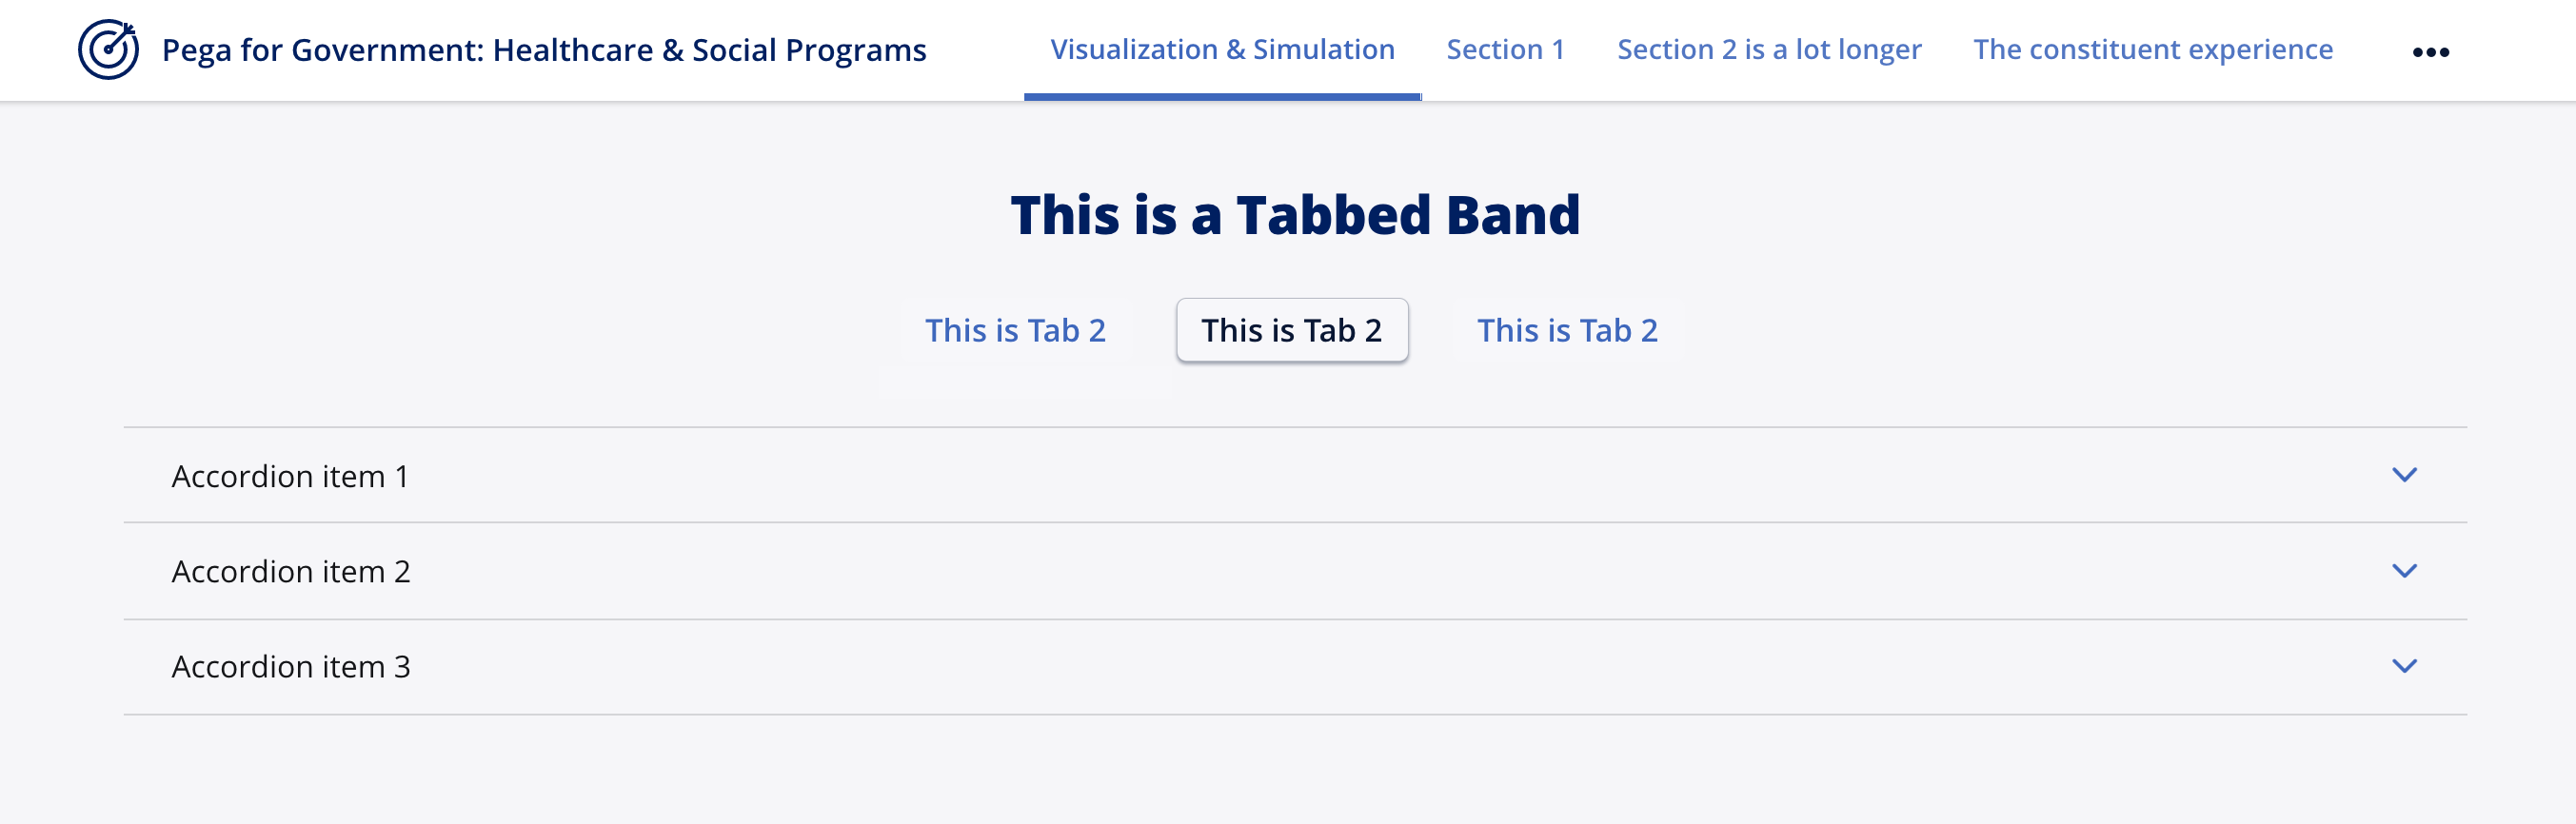 Pega for Government: Healthcare & Social Programs Visualization & Simulation Section 1 Section 2 is a lot longer The constituent experience •••
This is a Tabbed Band
This is Tab 2 This is Tab 2 This is Tab 2
Accordion item 1
Accordion item 2
Accordion item 3